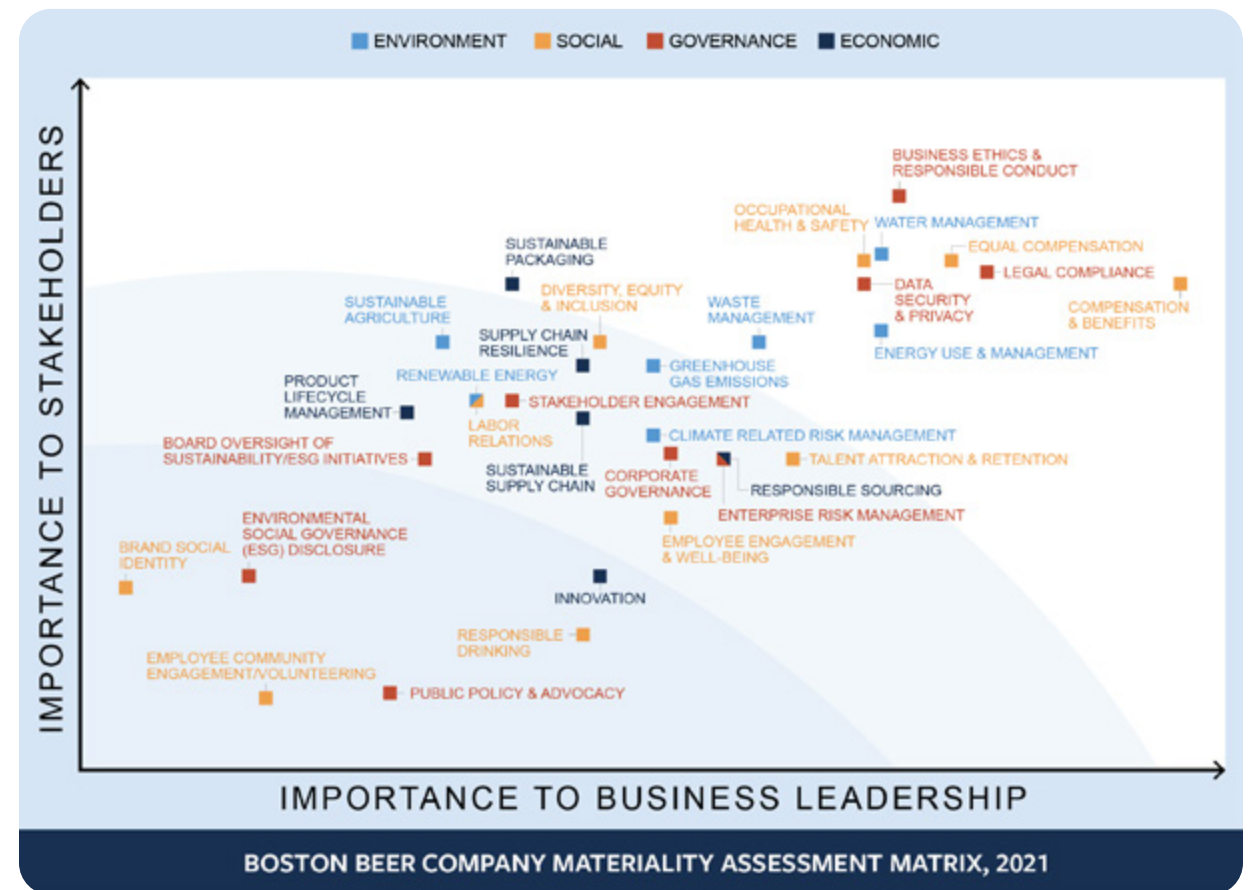 ENVIRONMENT
SOCIAL
GOVERNANCE
ECONOMIC
IMPORTANCE TO STAKEHOLDERS
BUSINESS ETHICS &
RESPONSIBLE CONDUCT
OCCUPATIONAL
HEALTH & SAFETY
WATER MANAGEMENT
EQUAL COMPENSATION
LEGAL COMPLIANCE
DATA
SECURITY
& PRIVACY
COMPENSATION
& BENEFITS
ENERGY USE & MANAGEMENT
SUSTAINABLE
PACKAGING
DIVERSITY, EQUITY
& INCLUSION
WASTE
MANAGEMENT
SUSTAINABLE
AGRICULTURE
SUPPLY CHAIN
RESILIENCE
GREENHOUSE
GAS EMISSIONS
RENEWABLE ENERGY
PRODUCT
LIFECYCLE
MANAGEMENT
STAKEHOLDER ENGAGEMENT
LABOR
RELATIONS
BOARD OVERSIGHT OF
SUSTAINABILITY/ESG INITIATIVES
CLIMATE RELATED RISK MANAGEMENT
SUSTAINABLE
SUPPLY CHAIN
CORPORATE
GOVERNANCE
TALENT ATTRACTION & RETENTION
RESPONSIBLE SOURCING
ENTERPRISE RISK MANAGEMENT
EMPLOYEE ENGAGEMENT
& WELL-BEING
ENVIRONMENTAL
SOCIAL GOVERNANCE
(ESG) DISCLOSURE
BRAND SOCIAL
IDENTITY
INNOVATION
RESPONSIBLE
DRINKING
EMPLOYEE COMMUNITY
ENGAGEMENT/VOLUNTEERING
PUBLIC POLICY & ADVOCACY
IMPORTANCE TO BUSINESS LEADERSHIP
BOSTON BEER COMPANY MATERIALITY ASSESSMENT MATRIX, 2021